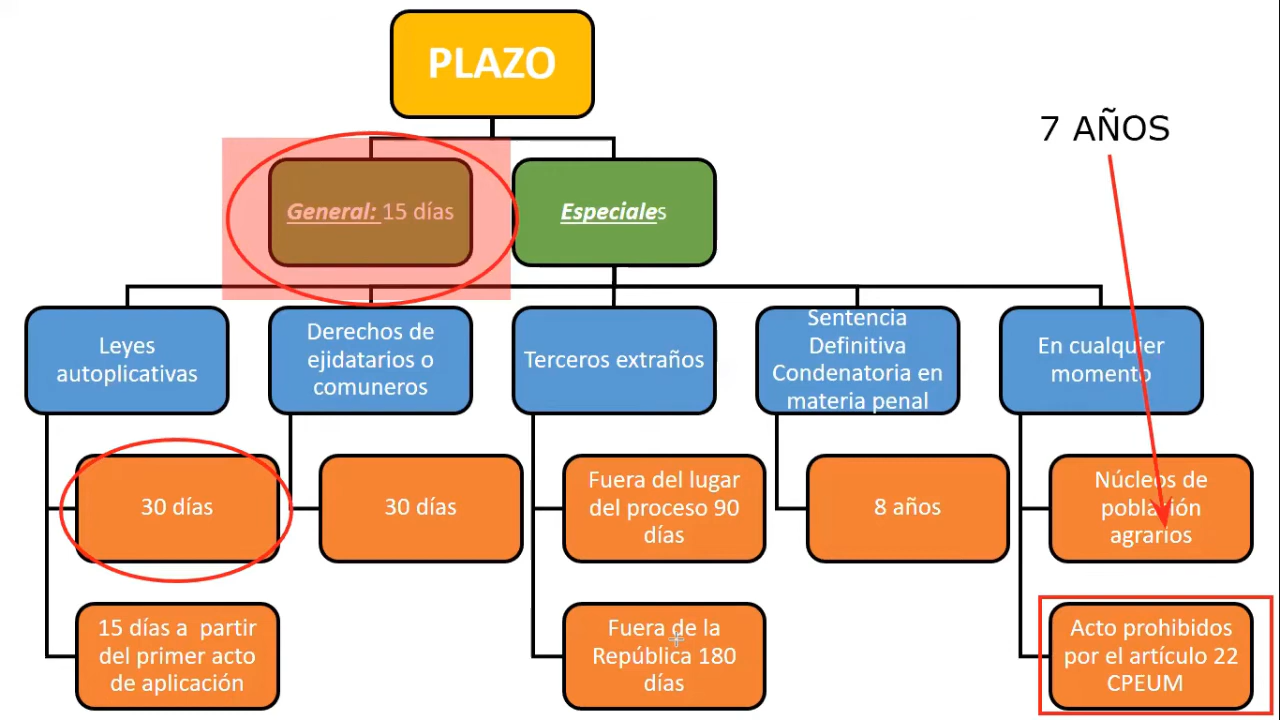 PLAZO
7 AÑOS
General: 15 días
Especiales
Leyes
autoplicativas
Derechos de
ejidatarios o
comuneros
Terceros extraños
Sentencia
Definitiva
Condenatoria en
materia penal
En cualquier
momento
30 días
30 días
Fuera del lugar
del proceso 90
días
8 años
Núcleos de
población
agrarios
15 días a partir
del primer acto
de aplicación
Fuera de la
República 180
días
Acto prohibidos
por el artículo 22
CPEUM